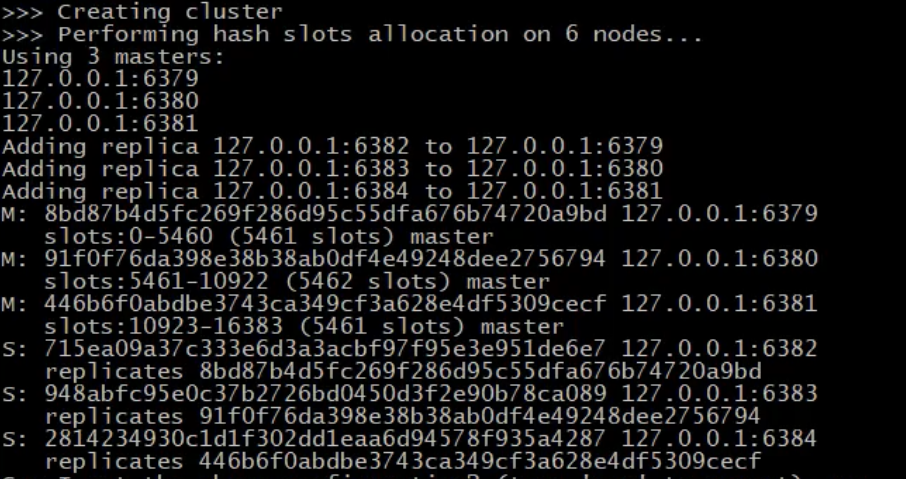 >>> Creating cluster
>>> Performing hash slots allocation on 6 nodes...
Using 3 masters:
127.0.0.1:6379
127.0.0.1:6380
127.0.0.1:6381
Adding replica 127.0.0.1:6382 to 127.0.0.1:6379
Adding replica 127.0.0.1:6383 to 127.0.0.1:6380
Adding replica 127.0.0.1:6384 to 127.0.0.1:6381
M: 8bd87b4d5fc269f286d95c55dfa676b74720a9bd 127.0.0.1:6379
slots:0-5460 (5461 slots) master
M: 91f0f76da398e38b38ab0df4e49248dee2756794 127.0.0.1:6380
slots:5461-10922 (5462 slots) master
M: 446b6f0abdbe3743ca349cf3a628e4df5309cecf 127.0.0.1:6381
slots:10923-16383 (5461 slots) master
S: 715ea09a37c333e6d3a3acbf97f95e3e951de6e7 127.0.0.1:6382
replicates 8bd87b4d5fc269f286d95c55dfa676b74720a9bd
S: 948abfc95e0c37b2726bd0450d3f2e90b78ca089 127.0.0.1:6383
replicates 91f0f76da398e38b38ab0df4e49248dee2756794
S: 2814234930c1d1f302dd1eaa6d94578f935a4287 127.0.0.1:6384
replicates 446b6f0abdbe3743ca349cf3a628e4df5309cecf